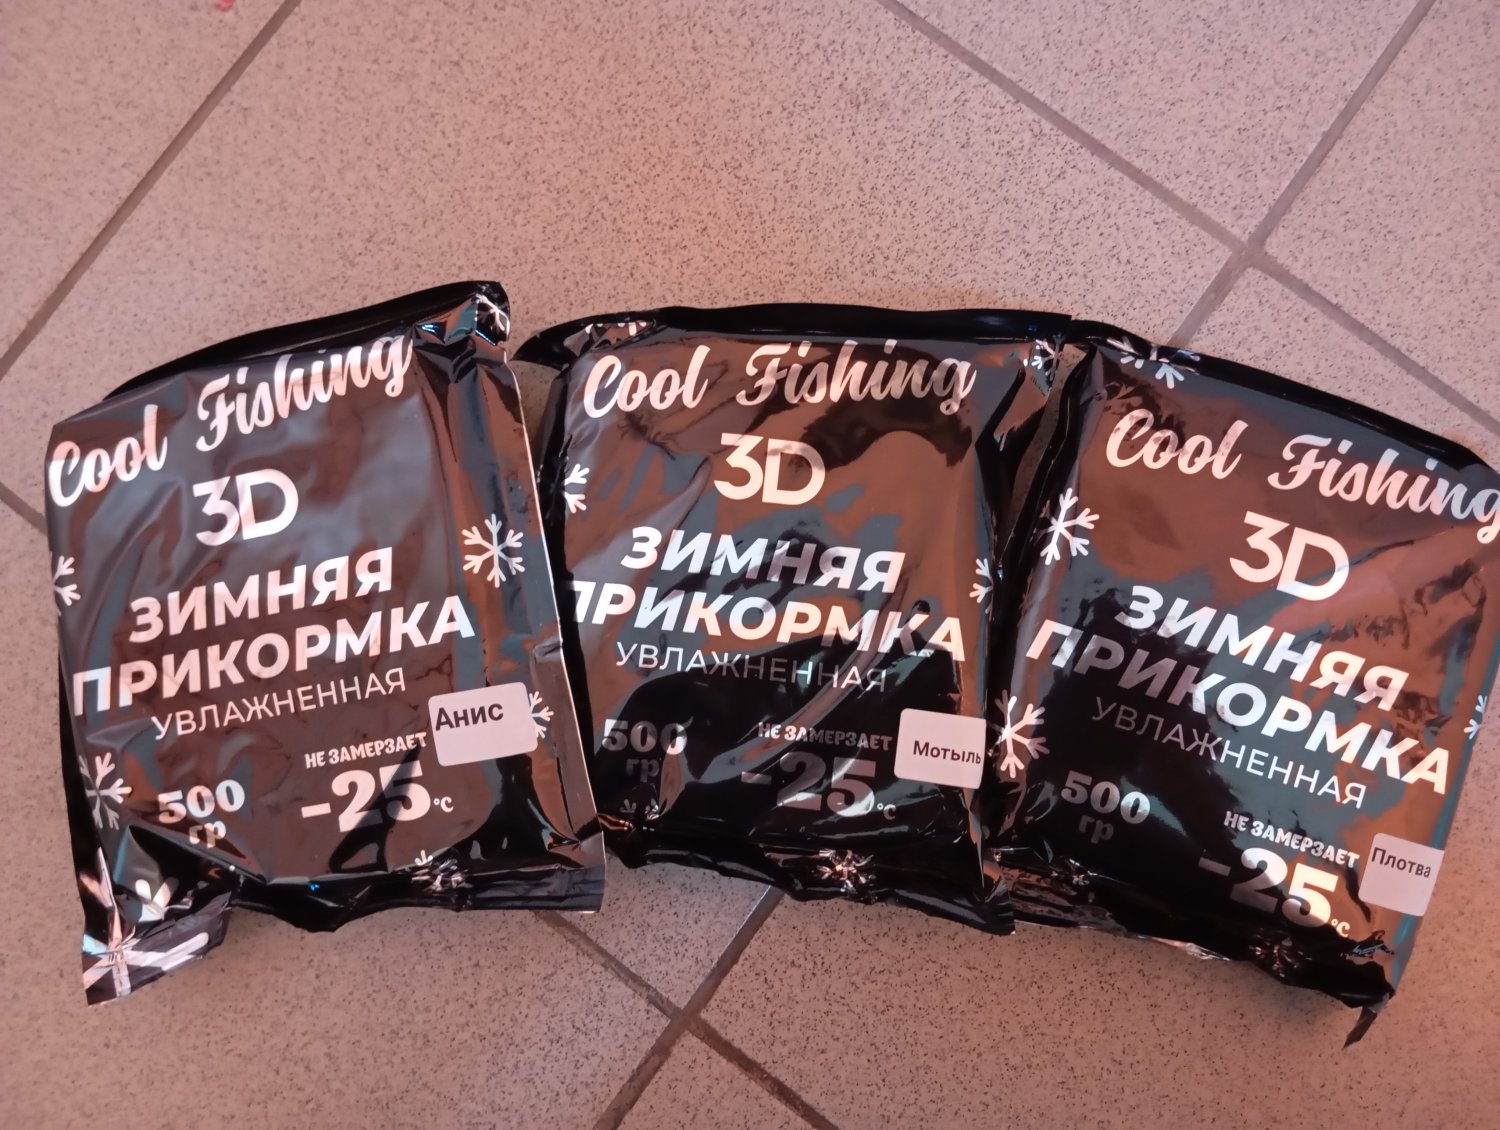 Cool Fishing
3D
ЗИМНЯЯ
ПРИКОРМКА
УВЛАЖНЕННАЯ
Анис
500
гр
НЕ ЗАМЕРЗАЕТ
-25°C
Cool Fishing
3D
ЗИМНЯЯ
ПРИКОРМКА
УВЛАЖНЕННАЯ
500
гр
НЕ ЗАМЕРЗАЕТ
-25°C
Мотыль
Cool Fishing
3D
ЗИМНЯЯ
ПРИКОРМКА
УВЛАЖНЕННАЯ
500
гр
НЕ ЗАМЕРЗАЕТ
-25°C
Плотва